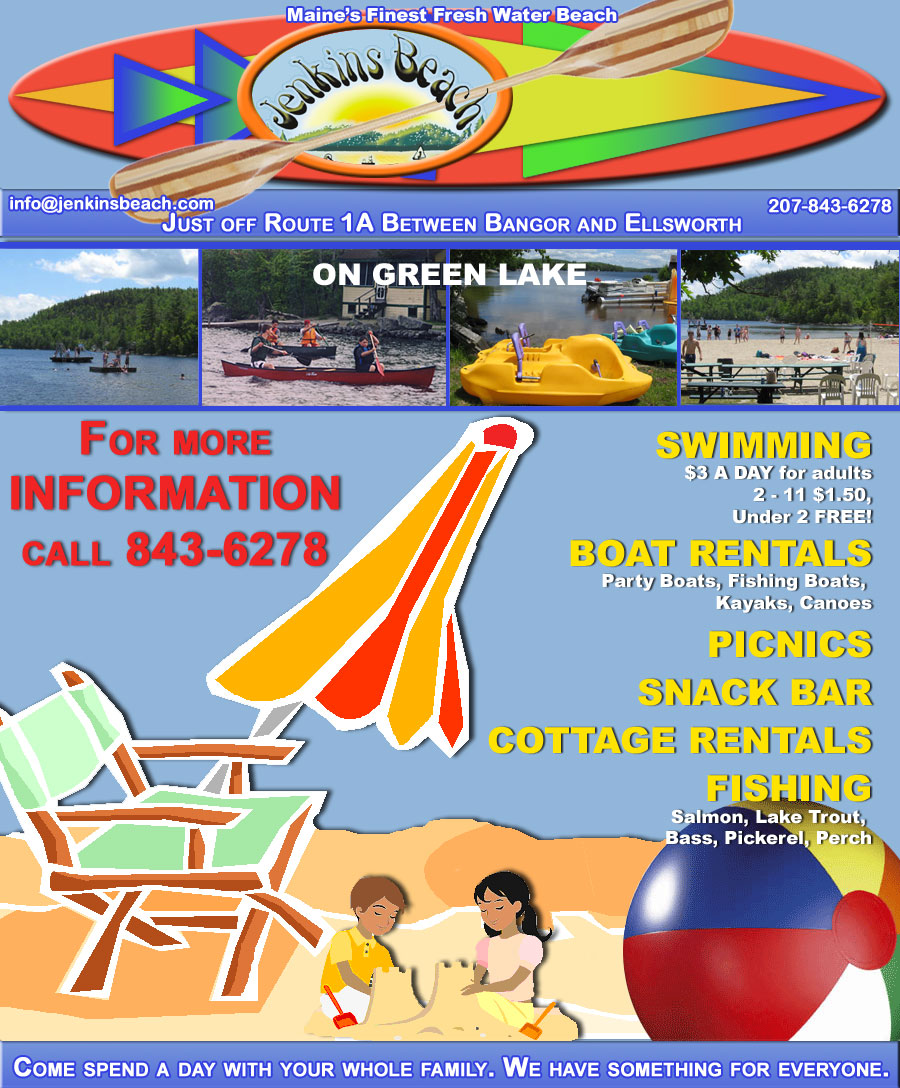 Maine's Finest Fresh Water Beach
Jenkins Beach
info@jenkinsbeach.com
207-843-6278
Just off Route 1A Between Bangor and Ellsworth
ON GREEN LAKE
For more
INFORMATION
call 843-6278
SWIMMING
$3 A DAY for adults
2 - 11 $1.50,
Under 2 FREE!
BOAT RENTALS
Party Boats, Fishing Boats,
Kayaks, Canoes
PICNICS
SNACK BAR
COTTAGE RENTALS
FISHING
Salmon, Lake Trout,
Bass, Pickerel, Perch
Come spend a day with your whole family. We have something for everyone.